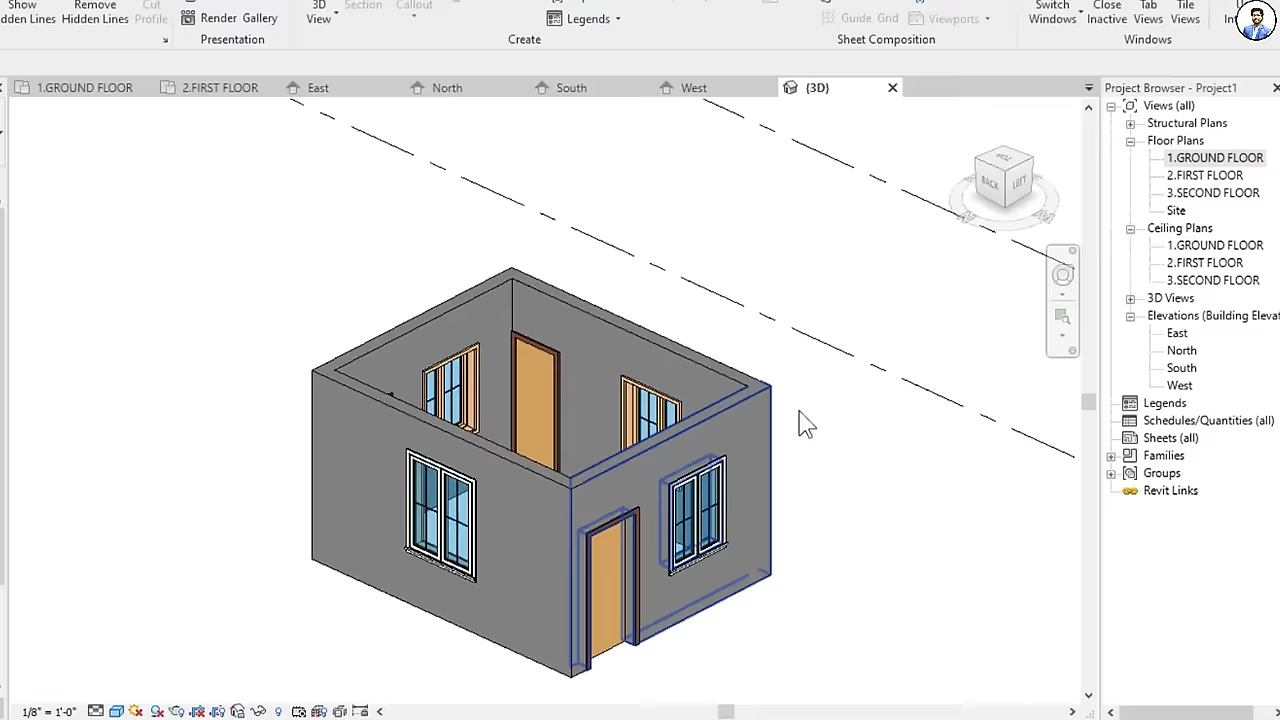 Show Remove Cut
dden Lines Hidden Lines Profile
Render Gallery
Presentation
3D
View
Section
Callout
Legends
Create
Guide Grid
Viewports
Sheet Composition
Switch Close Tab Tile
Windows Inactive Views Views
Windows
1.GROUND FLOOR
2.FIRST FLOOR
East
North
South
West
{3D}
BACK
LEFT
Project Browser - Project1
Views (all)
Structural Plans
Floor Plans
1.GROUND FLOOR
2.FIRST FLOOR
3.SECOND FLOOR
Site
Ceiling Plans
1.GROUND FLOOR
2.FIRST FLOOR
3.SECOND FLOOR
3D Views
Elevations (Building Elevat
East
North
South
West
Legends
Schedules/Quantities (all)
Sheets (all)
Families
Groups
Revit Links
1/8" = 1'-0"